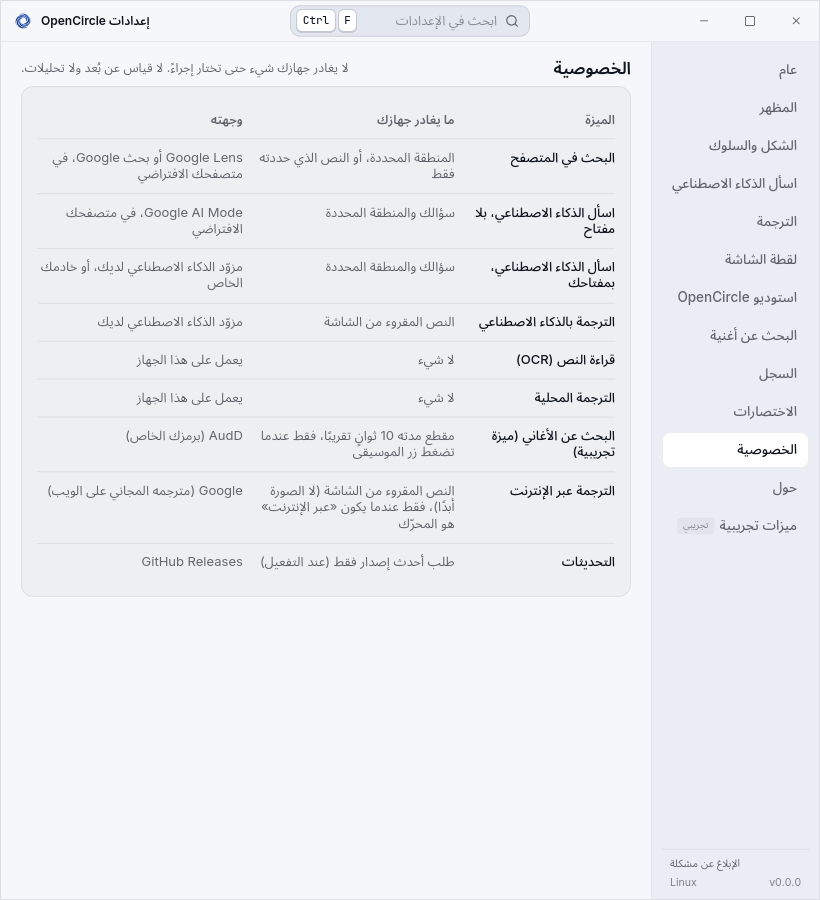 إعدادات OpenCircle
ابحث في الإعدادات
Ctrl F
عام
المظهر
الشكل والسلوك
اسأل الذكاء الاصطناعي
الترجمة
لقطة الشاشة
استوديو OpenCircle
البحث عن أغنية
السجل
الاختصارات
الخصوصية
حول
ميزات تجريبية تجريبي
الإبلاغ عن مشكلة
v0.0.0 Linux
الخصوصية
لا يغادر جهازك شيء حتى تختار إجراءً. لا قياس عن بُعد ولا تحليلات.
الميزة ما يغادر جهازك وجهته
البحث في المتصفح
المنطقة المحددة، أو النص الذي حددته
فقط
Google Lens أو بحث Google، في
متصفحك الافتراضي
اسأل الذكاء الاصطناعي، بلا
مفتاح
سؤالك والمنطقة المحددة
Google AI Mode، في متصفحك
الافتراضي
اسأل الذكاء الاصطناعي،
بمفتاحك
سؤالك والمنطقة المحددة
مزوّد الذكاء الاصطناعي لديك، أو خادمك
الخاص
الترجمة بالذكاء الاصطناعي
النص المقروء من الشاشة
مزوّد الذكاء الاصطناعي لديك
قراءة النص (OCR)
لا شيء
يعمل على هذا الجهاز
الترجمة المحلية
لا شيء
يعمل على هذا الجهاز
البحث عن الأغاني (ميزة
تجريبية)
مقطع مدته 10 ثوانٍ تقريبًا، فقط عندما
تضغط زر الموسيقى
AudD (برمزك الخاص)
الترجمة عبر الإنترنت
النص المقروء من الشاشة (لا الصورة
أبدًا)، فقط عندما يكون «عبر الإنترنت»
هو المحرّك
Google (مترجمه المجاني على الويب)
التحديثات
طلب أحدث إصدار فقط (عند التفعيل)
GitHub Releases